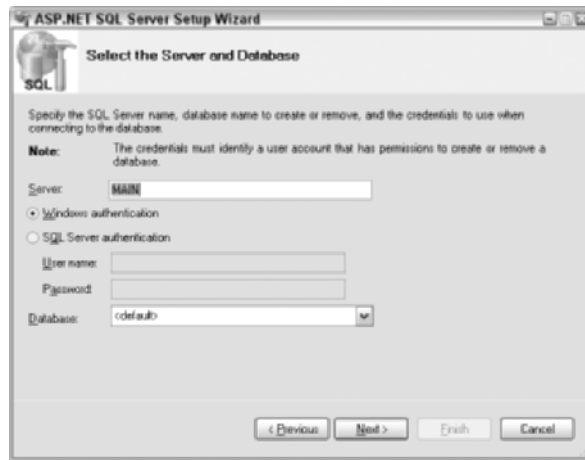 ASP.NET SQL Server Setup Wizard
SQL
Select the Server and Database
Specify the SQL Server name, database name to create or remove, and the credentials to use when
connecting to the database.
Note: The credentials must identify a user account that has permissions to create or remove a
database.
Server: MAIN
Windows authentication
SQL Server authentication
User name:
Password:
Database: <default>
< Previous Next > Finish Cancel